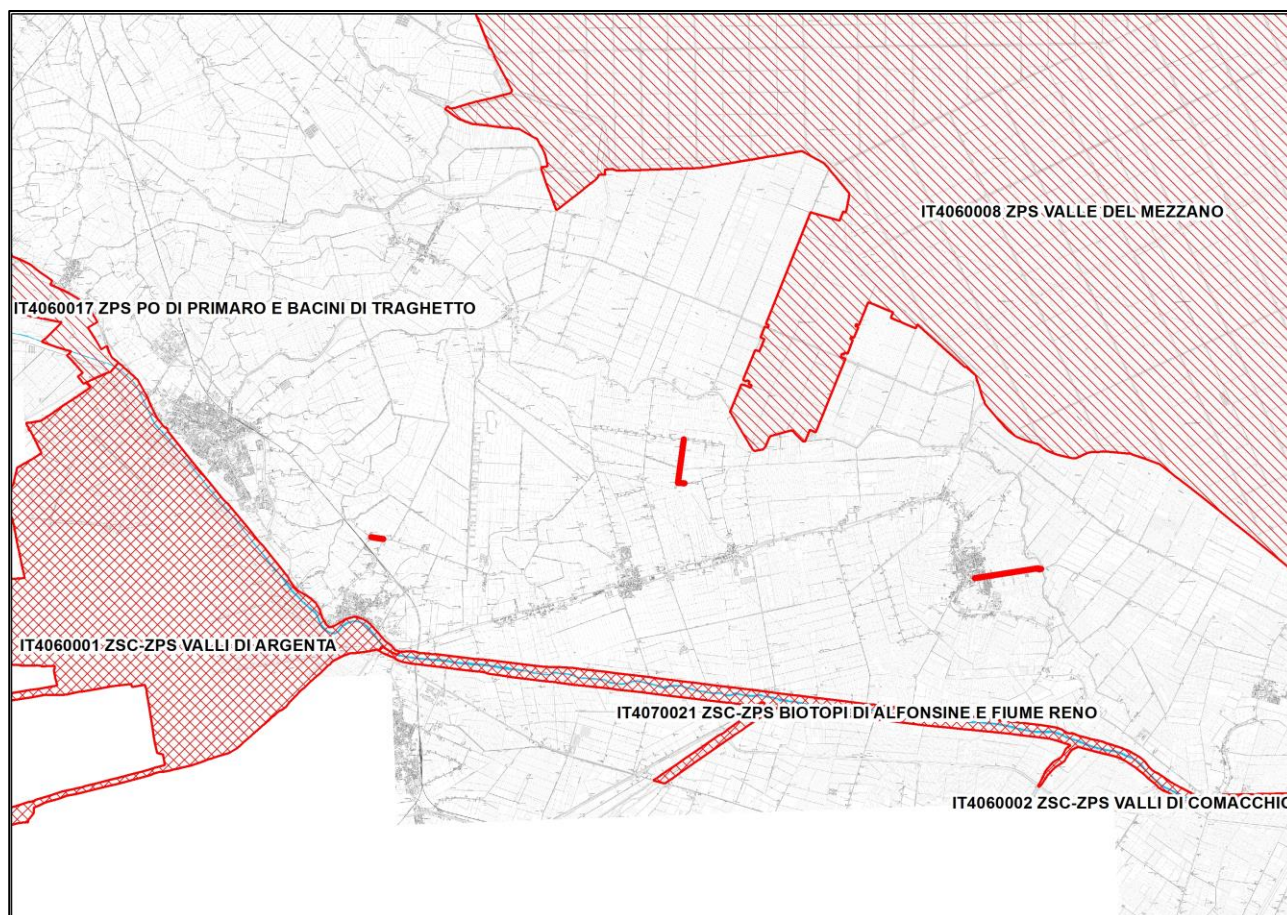 IT4060008 ZPS VALLE DEL MEZZANO
IT4060017 ZPS PO DI PRIMARO E BACINI DI TRAGHETTO
IT4060001 ZSC-ZPS VALLI DI ARGENTA
IT4070021 ZSC-ZPS BIOTOPI DI ALFONSINE E FIUME RENO
IT4060002 ZSC-ZPS VALLI DI COMACCHIO